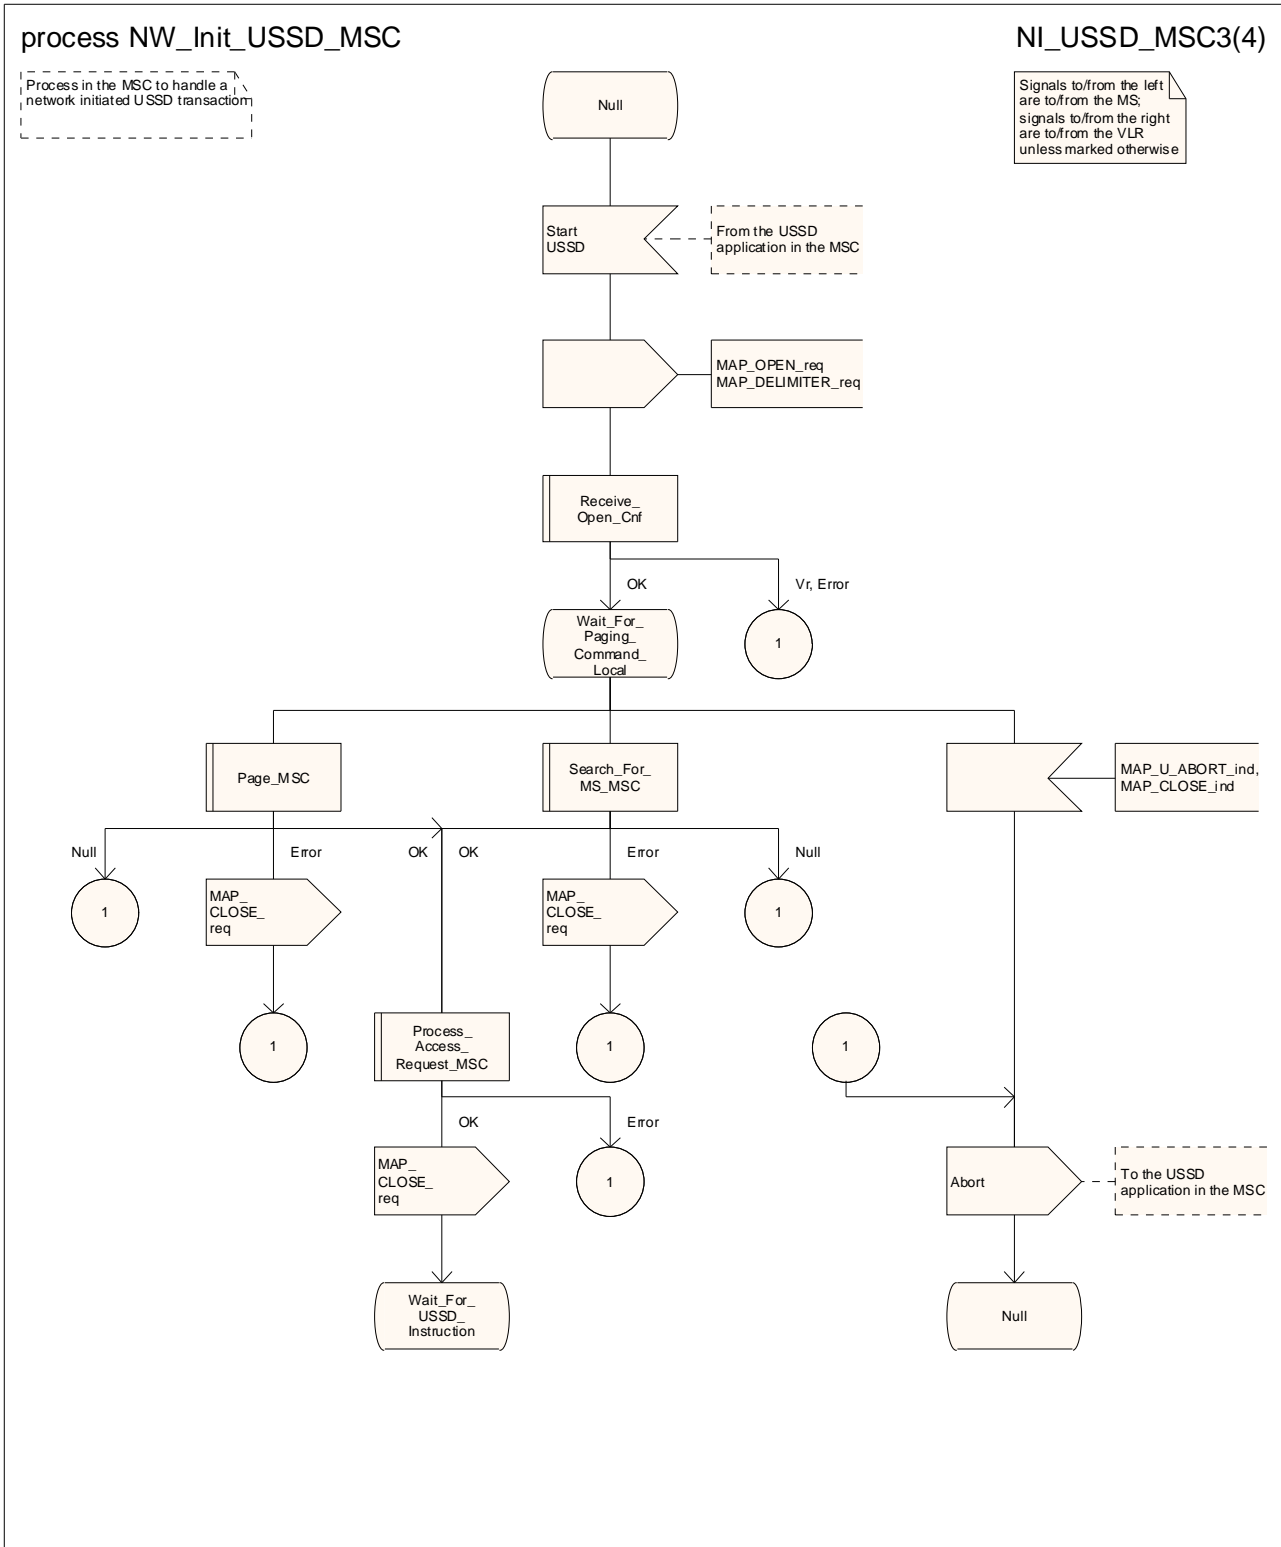 process NW_Init_USSD_MSC
NI_USSD_MSC3(4)
Process in the MSC to handle a
network initiated USSD transaction
Null
Signals to/from the left
are to/from the MS;
signals to/from the right
are to/from the VLR
unless marked otherwise
Start
USSD
From the USSD
application in the MSC
MAP_OPEN_req
MAP_DELIMITER_req
Receive_
Open_Cnf
OK
Vr, Error
Wait_For_
Paging_
Command_
Local
1
Page_MSC
Search_For_
MS_MSC
MAP_U_ABORT_ind,
MAP_CLOSE_ind
Null
Error
OK
OK
Error
Null
1
MAP_
CLOSE_
req
MAP_
CLOSE_
req
1
1
Process_
Access_
Request_MSC
1
1
OK
Error
MAP_
CLOSE_
req
1
Abort
To the USSD
application in the MSC
Wait_For_
USSD_
Instruction
Null